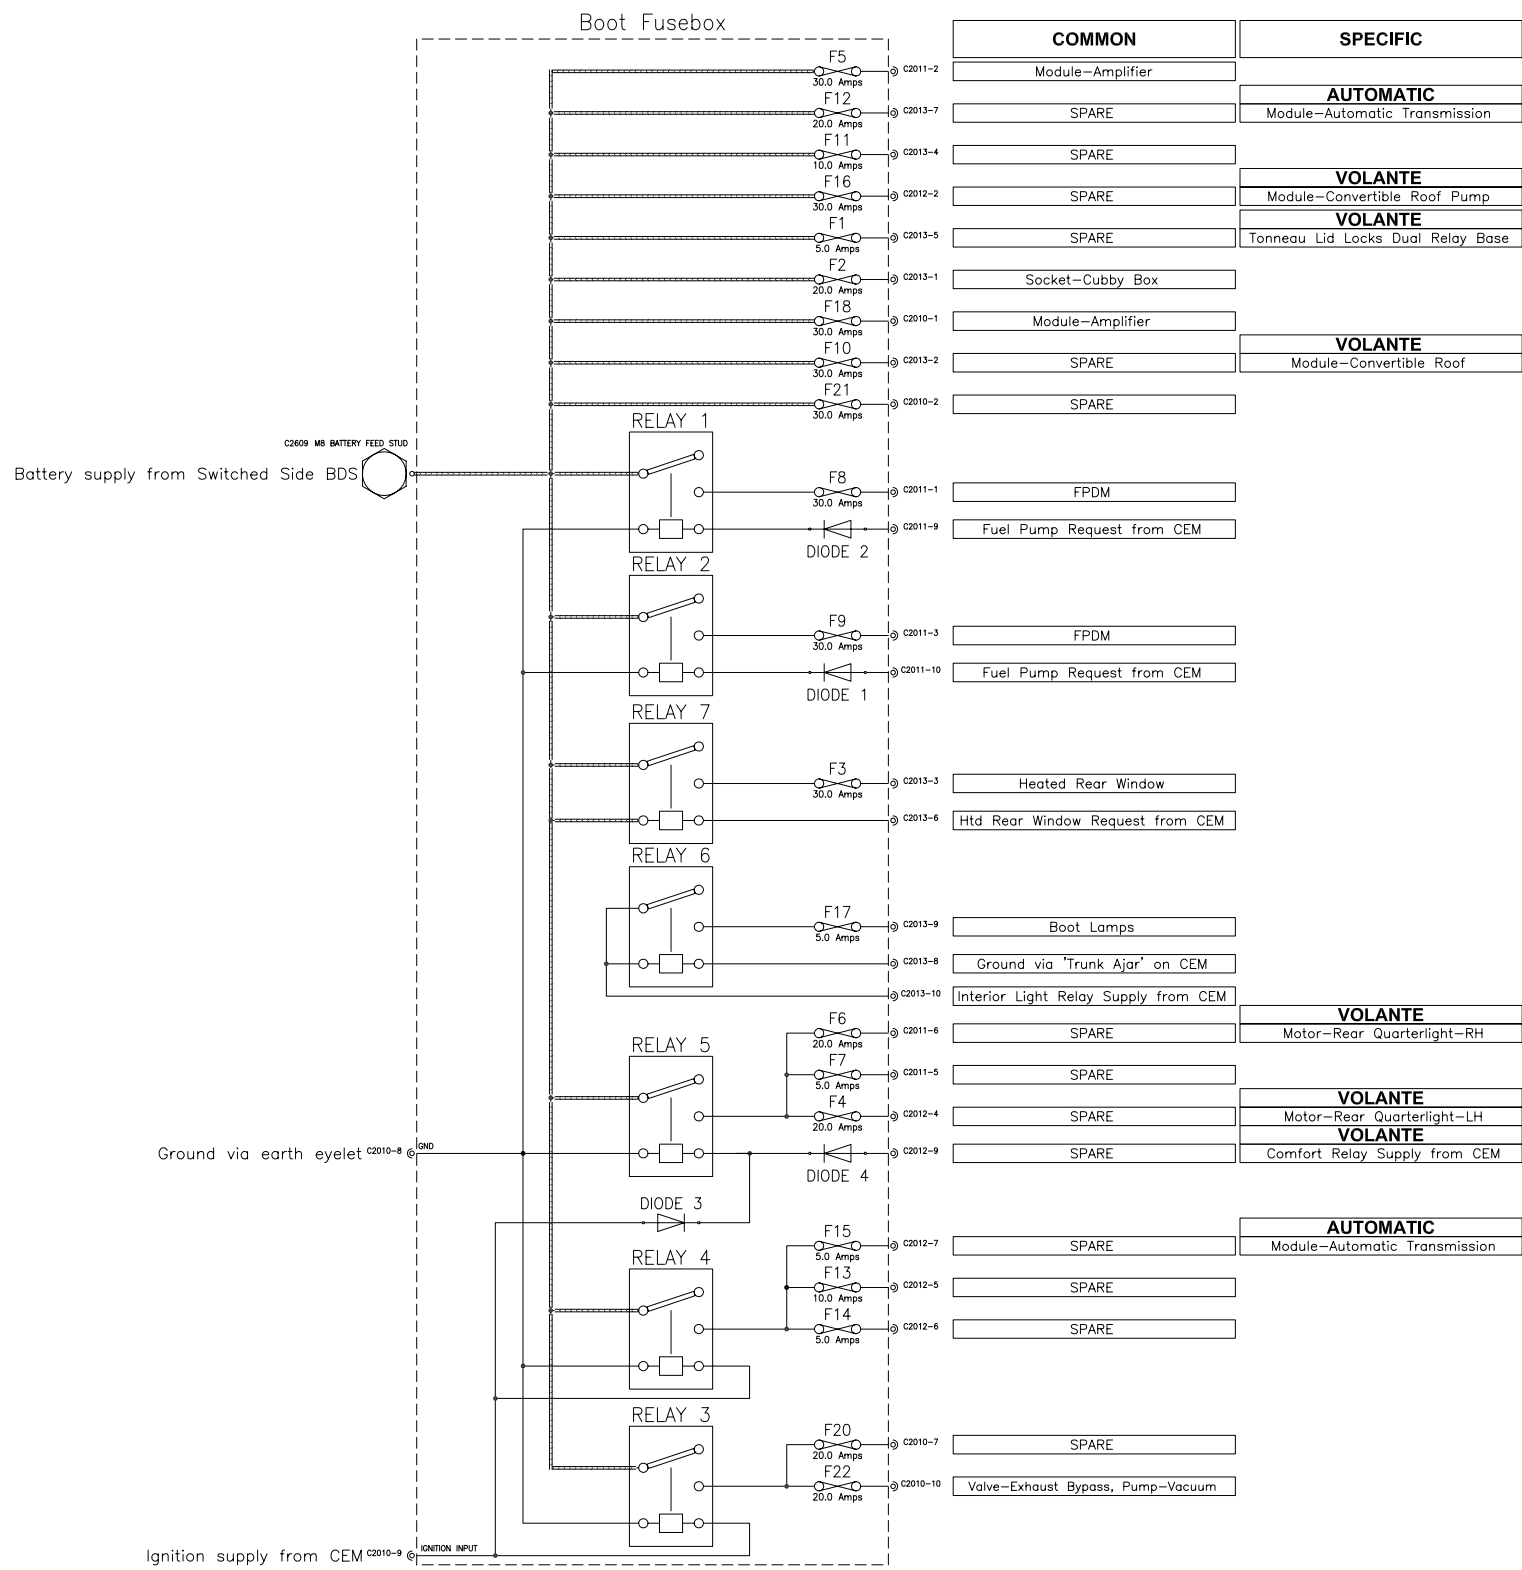 Boot Fusebox
COMMON SPECIFIC
F5
30.0 Amps C2011-2 Module-Amplifier
AUTOMATIC
F12
20.0 Amps C2013-7 SPARE Module-Automatic Transmission
F11
10.0 Amps C2013-4 SPARE
VOLANTE
F16
30.0 Amps C2012-2 SPARE Module-Convertible Roof Pump
VOLANTE
F1
5.0 Amps C2013-5 SPARE Tonneau Lid Locks Dual Relay Base
F2
20.0 Amps C2013-1 Socket-Cubby Box
F18
30.0 Amps C2010-1 Module-Amplifier
VOLANTE
F10
30.0 Amps C2013-2 SPARE Module-Convertible Roof
F21
30.0 Amps C2010-2 SPARE
RELAY 1
C2609 M8 BATTERY FEED STUD
Battery supply from Switched Side BDS
F8
30.0 Amps C2011-1 FPDM
C2011-9 Fuel Pump Request from CEM
DIODE 2
RELAY 2
F9
30.0 Amps C2011-3 FPDM
C2011-10 Fuel Pump Request from CEM
DIODE 1
RELAY 7
F3
30.0 Amps C2013-3 Heated Rear Window
C2013-6 Htd Rear Window Request from CEM
RELAY 6
F17
5.0 Amps C2013-9 Boot Lamps
C2013-8 Ground via 'Trunk Ajar' on CEM
C2013-10 Interior Light Relay Supply from CEM
VOLANTE
F6
20.0 Amps C2011-6 SPARE Motor-Rear Quarterlight-RH
RELAY 5
F7
5.0 Amps C2011-5 SPARE
VOLANTE
F4
20.0 Amps C2012-4 SPARE Motor-Rear Quarterlight-LH
VOLANTE
Ground via earth eyelet C2010-8 GND
C2012-9 SPARE Comfort Relay Supply from CEM
DIODE 4
DIODE 3
AUTOMATIC
F15
5.0 Amps C2012-7 SPARE Module-Automatic Transmission
RELAY 4
F13
10.0 Amps C2012-5 SPARE
F14
5.0 Amps C2012-6 SPARE
RELAY 3
F20
20.0 Amps C2010-7 SPARE
F22
20.0 Amps C2010-10 Valve-Exhaust Bypass, Pump-Vacuum
Ignition supply from CEM C2010-9 IGNITION INPUT